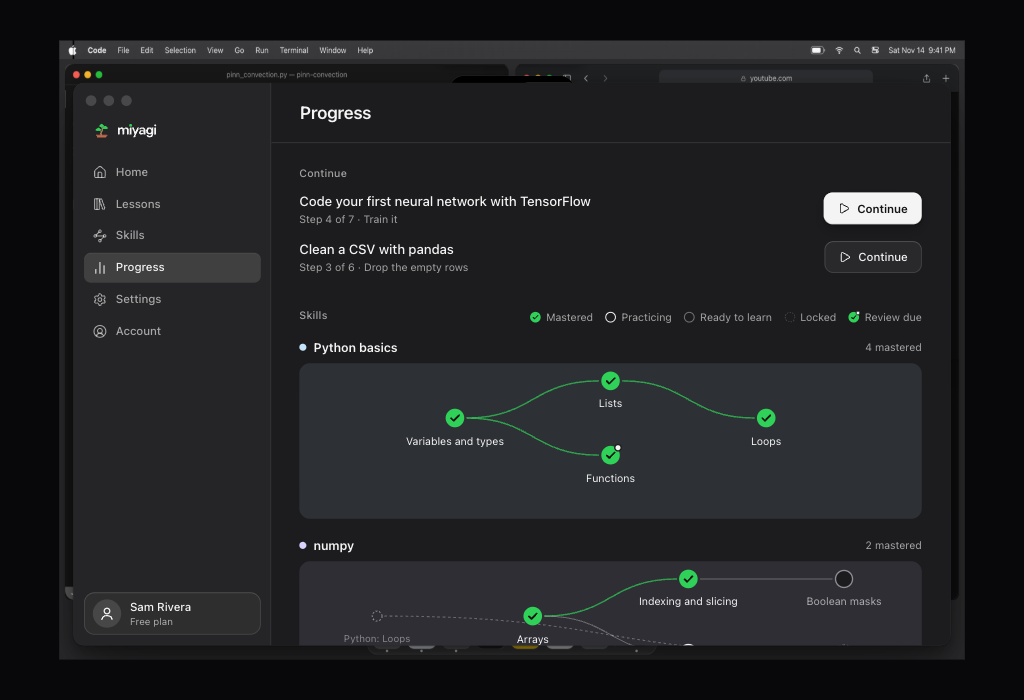 Code File Edit Selection View Go Run Terminal Window Help
Sat Nov 14 9:41 PM
pinn_convection.py — pinn-convection
youtube.com
miyagi
Home
Lessons
Skills
Progress
Settings
Account
Sam Rivera
Free plan
Progress
Continue
Code your first neural network with TensorFlow
Step 4 of 7 · Train it
Continue
Clean a CSV with pandas
Step 3 of 6 · Drop the empty rows
Continue
Skills
Mastered Practicing Ready to learn Locked Review due
Python basics
4 mastered
Lists
Variables and types
Loops
Functions
numpy
2 mastered
Indexing and slicing
Boolean masks
Python: Loops
Arrays